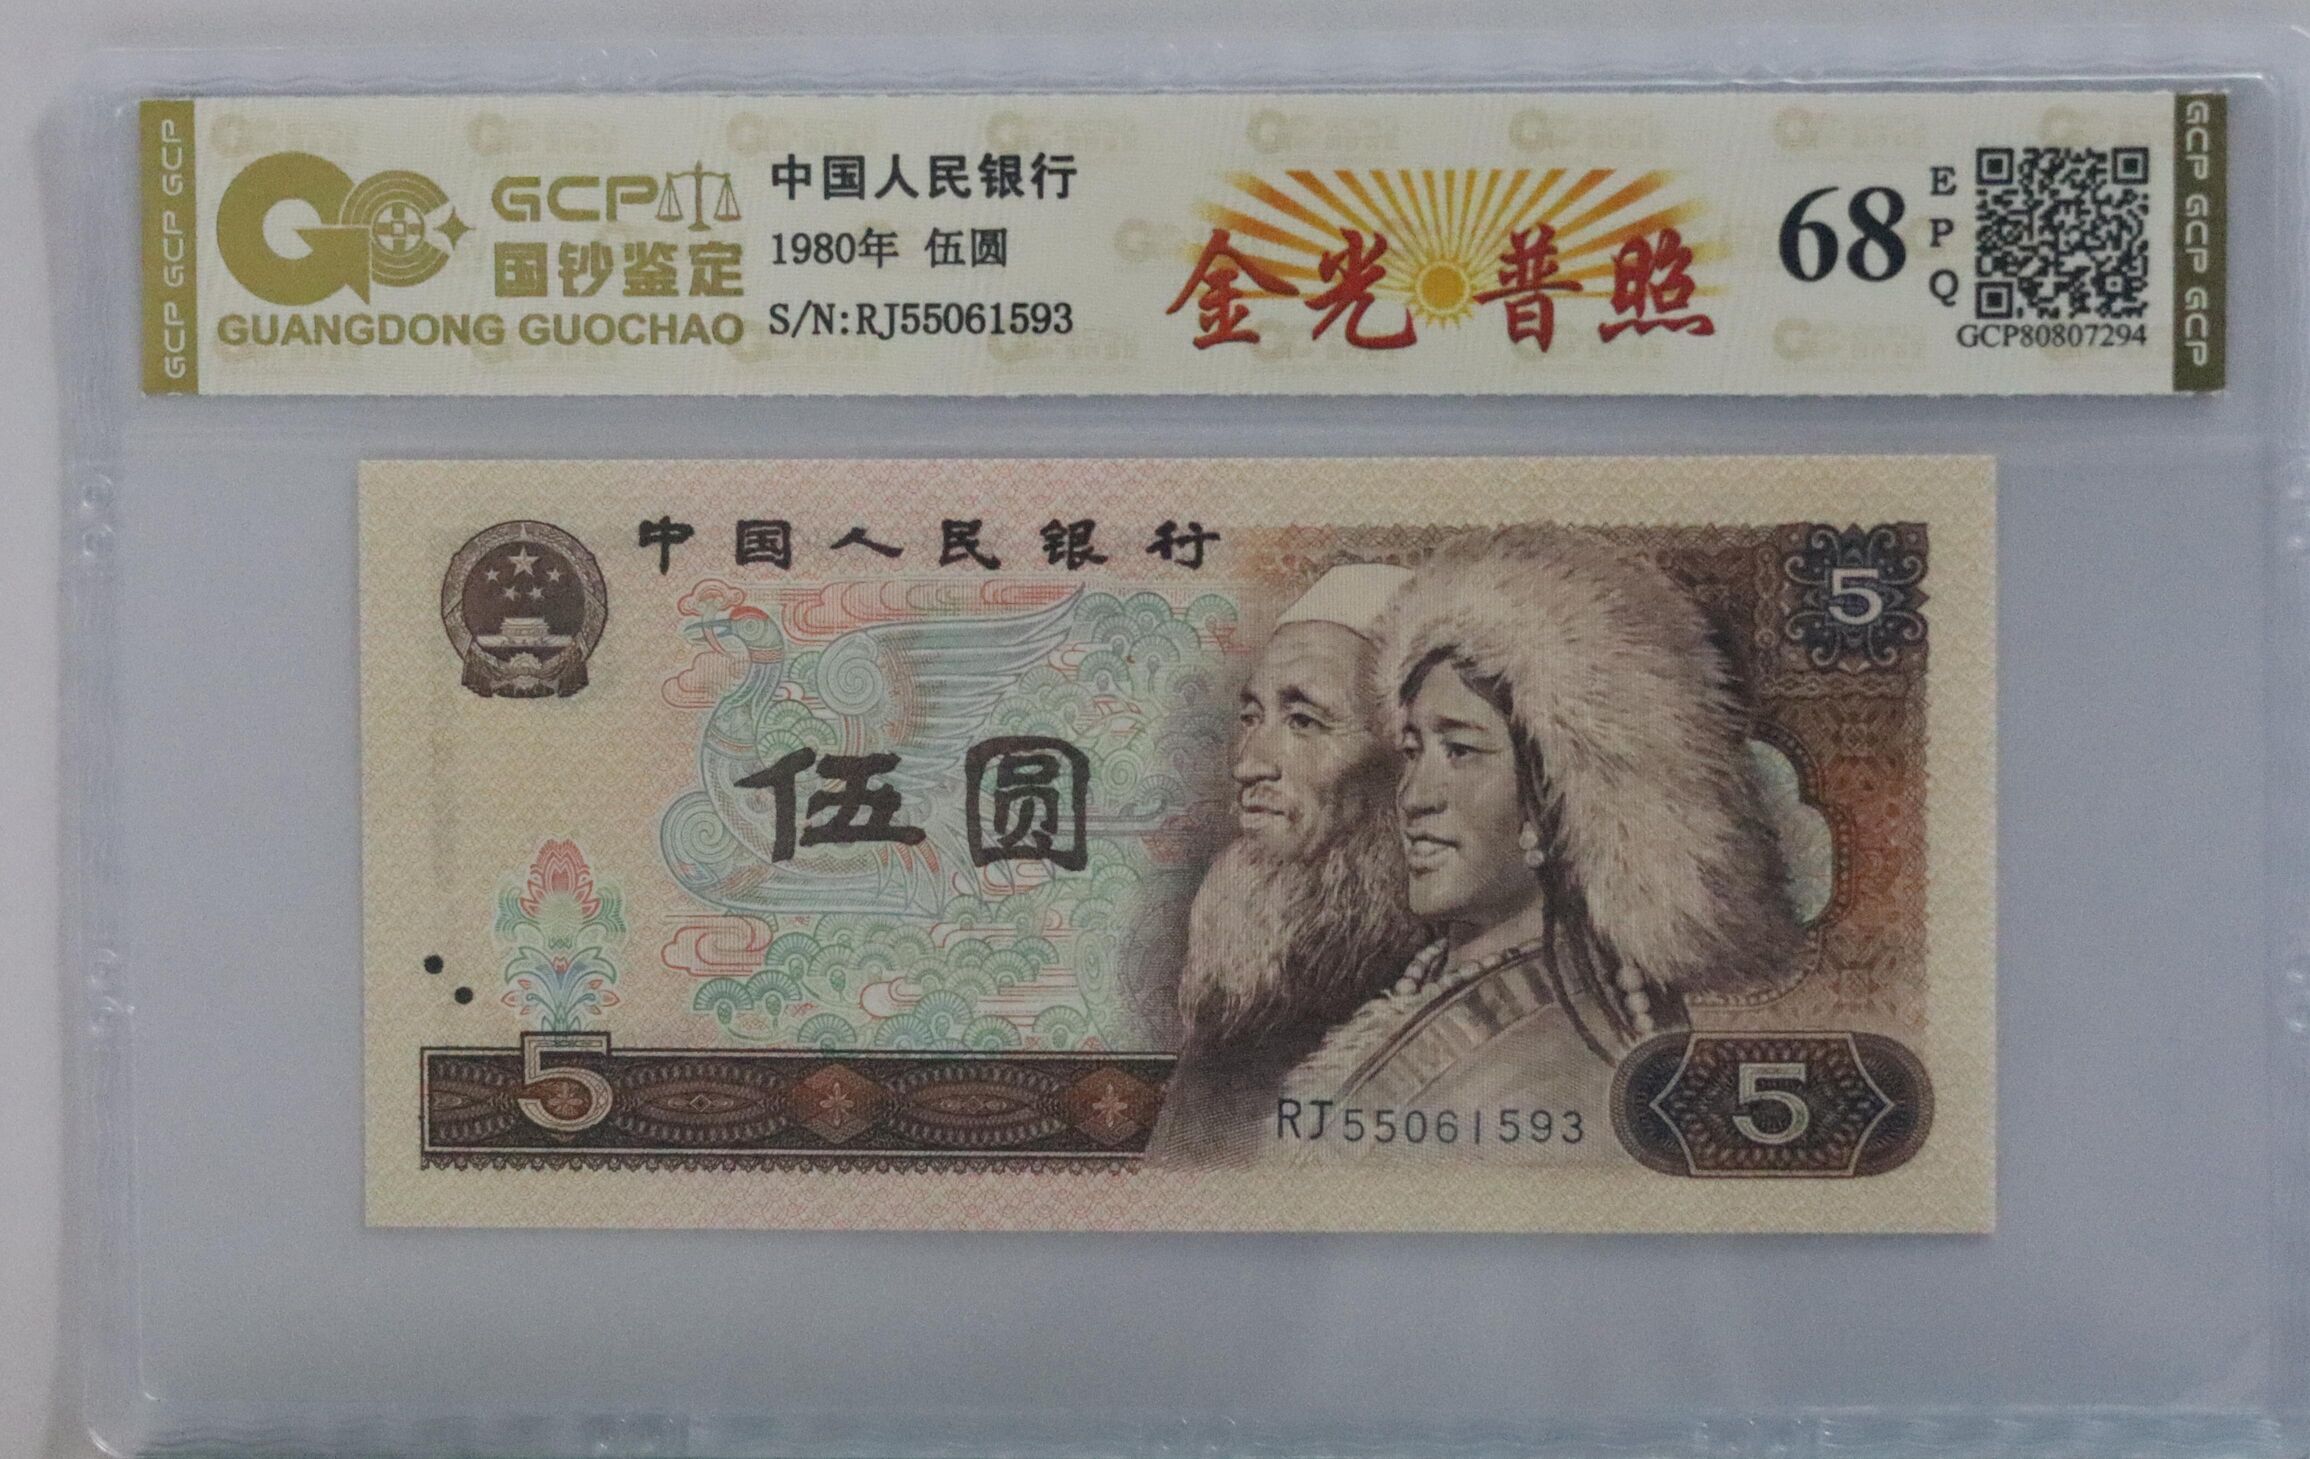 GCP GCP GCP
GCP
国钞鉴定
GUANGDONG GUOCHAO
中国人民银行
1980年 伍圆
S/N:RJ55061593
金光普照
68
EPQ
GCP80807294
GCP GCP GCP
中国人民银行
5
伍圆
5
RJ55061593
5